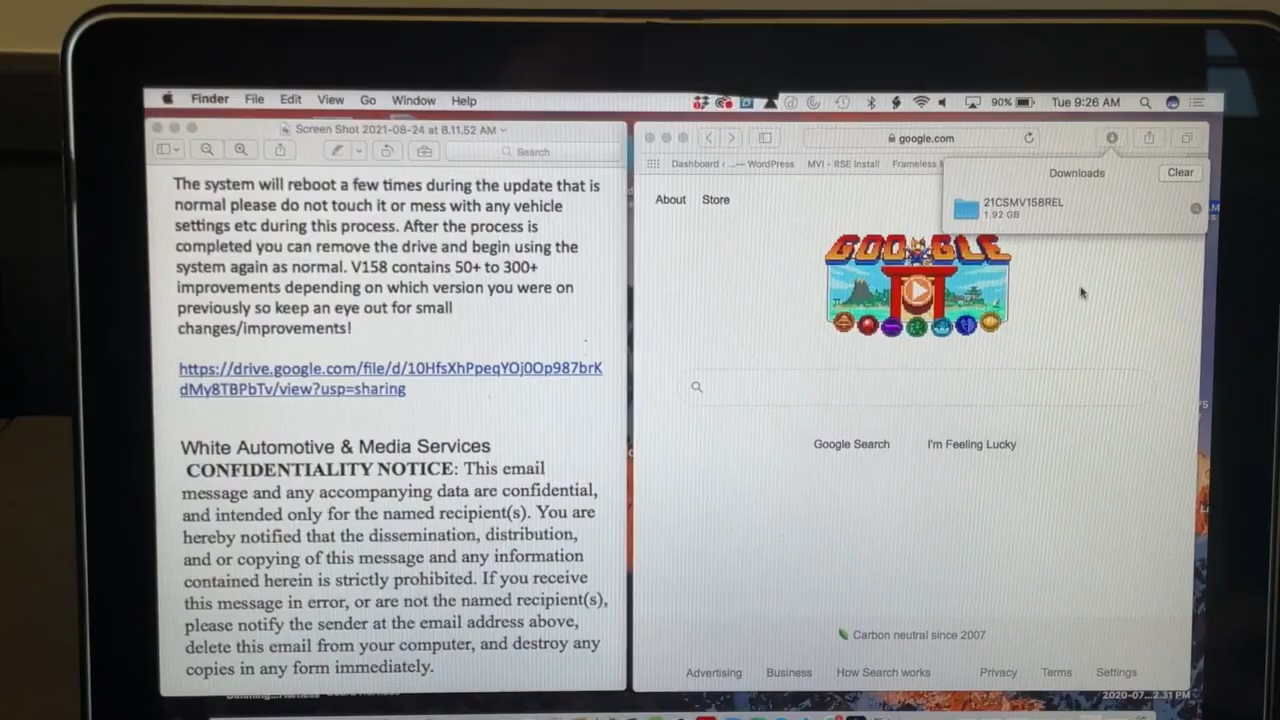 Finder File Edit View Go Window Help
90% Tue 9:26 AM
Screen Shot 2021-08-24 at 8.11.52 AM
Search
The system will reboot a few times during the update that is
normal please do not touch it or mess with any vehicle
settings etc during this process. After the process is
completed you can remove the drive and begin using the
system again as normal. V158 contains 50+ to 300+
improvements depending on which version you were on
previously so keep an eye out for small
changes/improvements!
https://drive.google.com/file/d/10HfsXhPpeqYOj0Op987brK
dMy8TBPbTv/view?usp=sharing
White Automotive & Media Services
CONFIDENTIALITY NOTICE: This email
message and any accompanying data are confidential,
and intended only for the named recipient(s). You are
hereby notified that the dissemination, distribution,
and or copying of this message and any information
contained herein is strictly prohibited. If you receive
this message in error, or are not the named recipient(s),
please notify the sender at the email address above,
delete this email from your computer, and destroy any
copies in any form immediately.
google.com
Dashboard ‹ ...— WordPress MVI - RSE Install Frameless
Downloads Clear
21CSMV158REL
1.92 GB
About Store
GOOGLE
Google Search I'm Feeling Lucky
Carbon neutral since 2007
Advertising Business How Search works Privacy Terms Settings
2020-07...2.31 PM